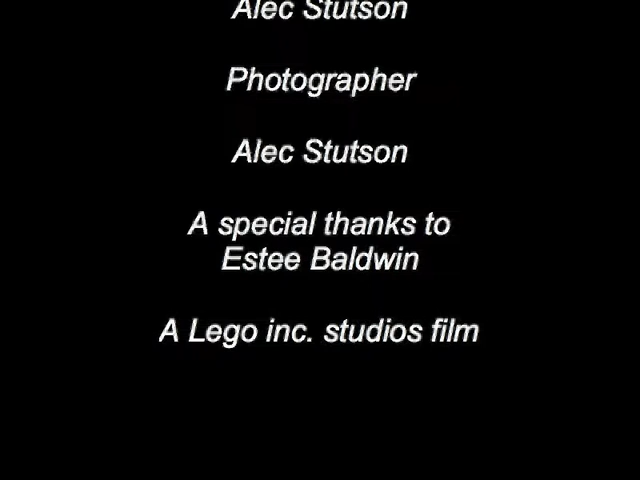 Alec Stutson
Photographer
Alec Stutson
A special thanks to
Estee Baldwin
A Lego inc. studios film